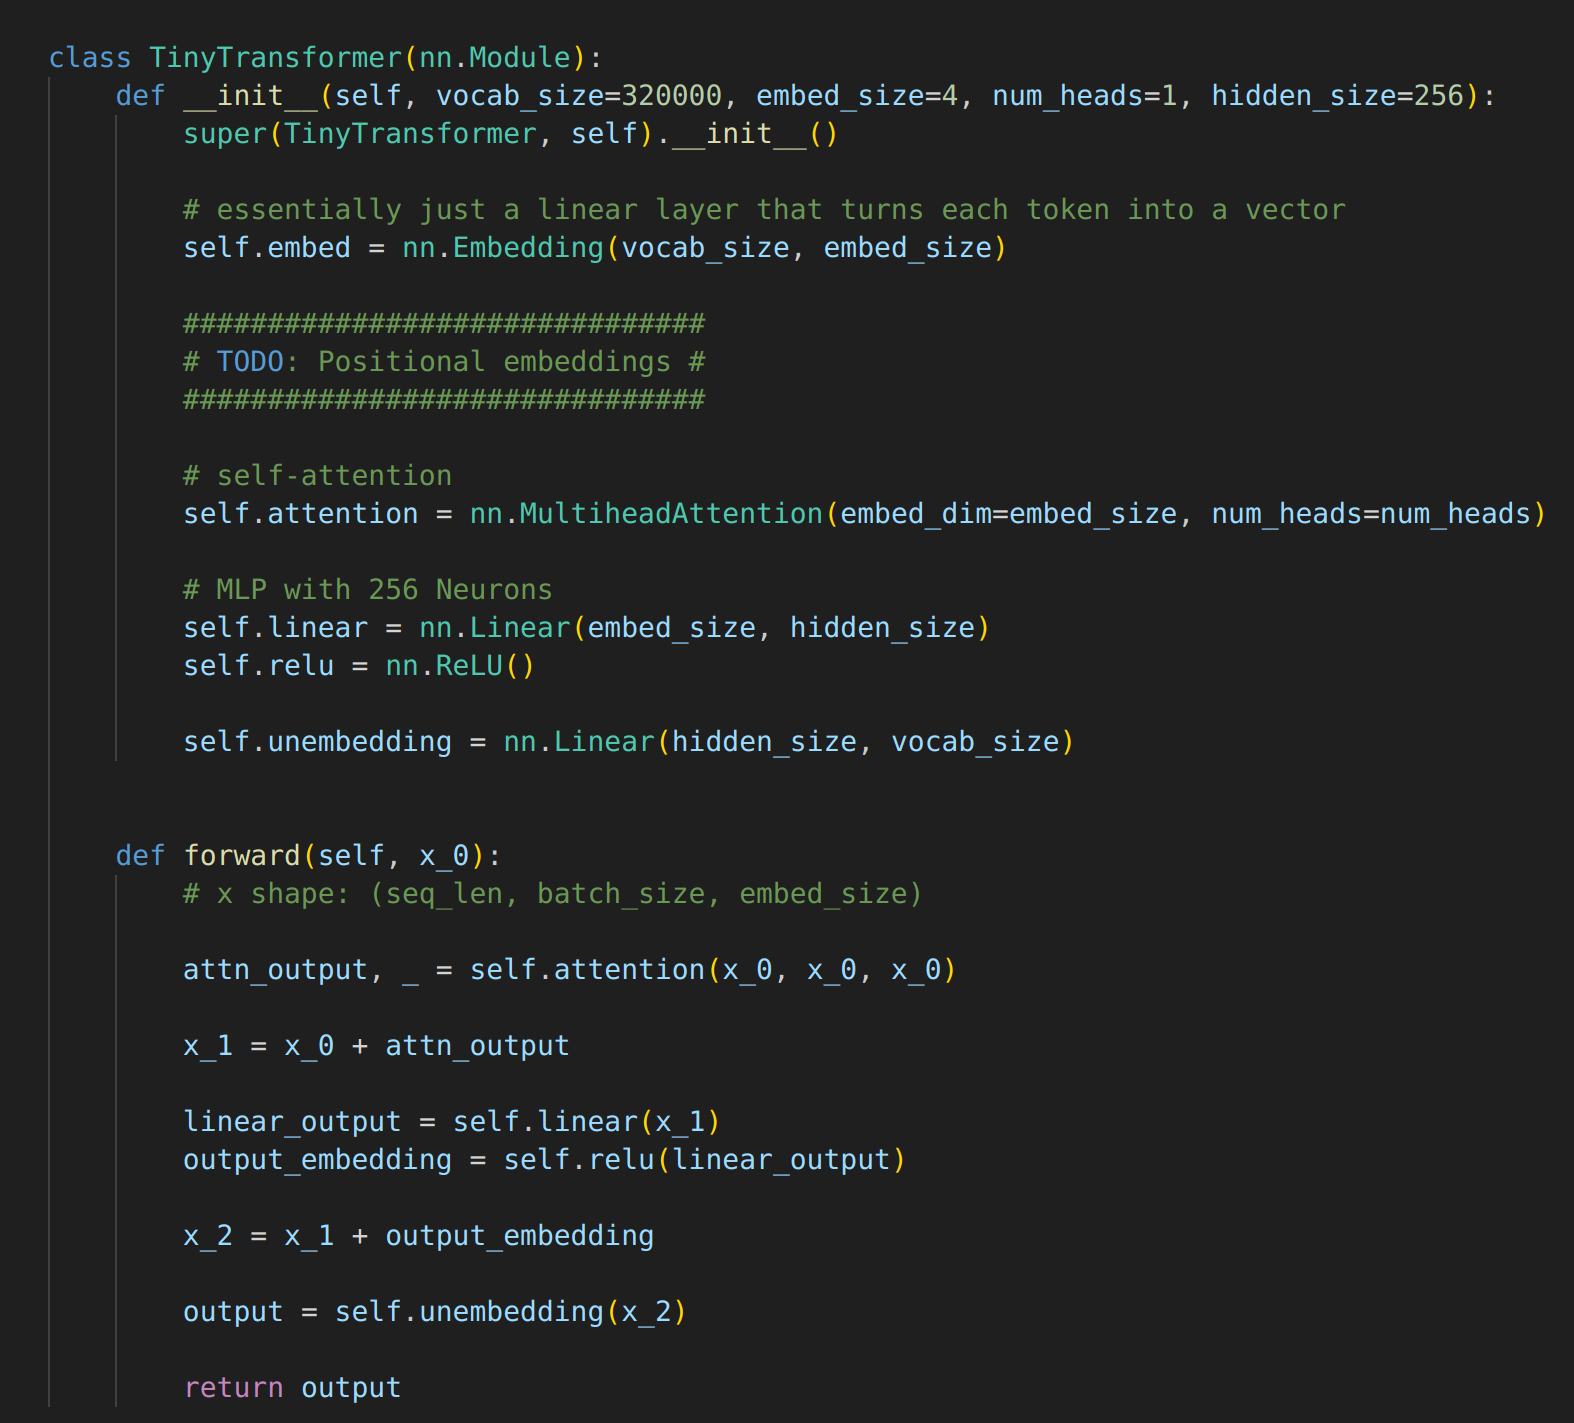 class TinyTransformer(nn.Module):
def __init__(self, vocab_size=320000, embed_size=4, num_heads=1, hidden_size=256):
super(TinyTransformer, self).__init__()
# essentially just a linear layer that turns each token into a vector
self.embed = nn.Embedding(vocab_size, embed_size)
###############################
# TODO: Positional embeddings #
###############################
# self-attention
self.attention = nn.MultiheadAttention(embed_dim=embed_size, num_heads=num_heads)
# MLP with 256 Neurons
self.linear = nn.Linear(embed_size, hidden_size)
self.relu = nn.ReLU()
self.unembedding = nn.Linear(hidden_size, vocab_size)
def forward(self, x_0):
# x shape: (seq_len, batch_size, embed_size)
attn_output, _ = self.attention(x_0, x_0, x_0)
x_1 = x_0 + attn_output
linear_output = self.linear(x_1)
output_embedding = self.relu(linear_output)
x_2 = x_1 + output_embedding
output = self.unembedding(x_2)
return output